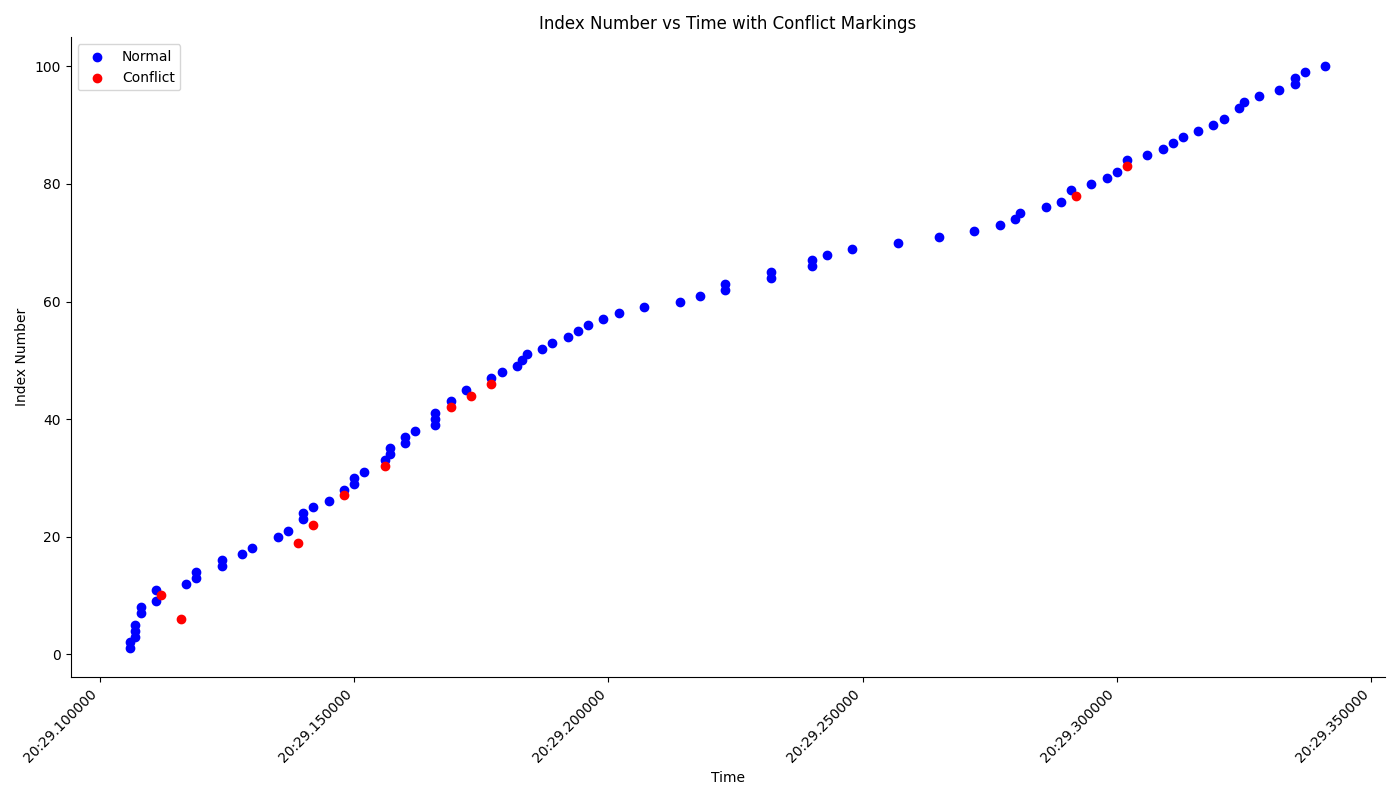 Index Number vs Time with Conflict Markings
Normal
Conflict
100
80
60
40
20
0
Index Number
20:29.100000
20:29.150000
20:29.200000
20:29.250000
20:29.300000
20:29.350000
Time